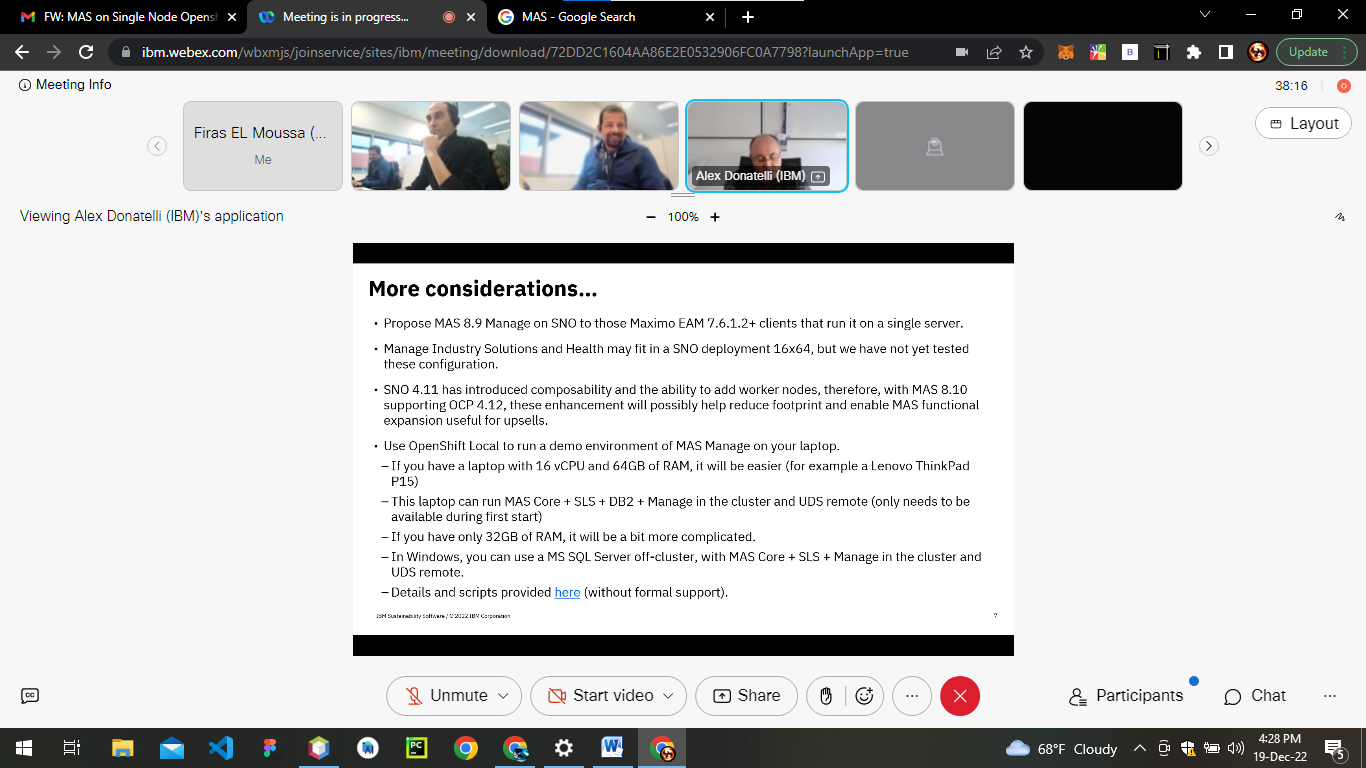 FW: MAS on Single Node Opensh
Meeting is in progress...
MAS - Google Search
ibm.webex.com/wbxmjs/joinservice/sites/ibm/meeting/download/72DD2C1604AA86E2E0532906FC0A7798?launchApp=true
Update
Meeting Info
38:16
Firas EL Moussa (...
Me
Alex Donatelli (IBM)
Layout
Viewing Alex Donatelli (IBM)'s application
100%
More considerations...
• Propose MAS 8.9 Manage on SNO to those Maximo EAM 7.6.1.2+ clients that run it on a single server.
• Manage Industry Solutions and Health may fit in a SNO deployment 16x64, but we have not yet tested
these configuration.
• SNO 4.11 has introduced composability and the ability to add worker nodes, therefore, with MAS 8.10
supporting OCP 4.12, these enhancement will possibly help reduce footprint and enable MAS functional
expansion useful for upsells.
• Use OpenShift Local to run a demo environment of MAS Manage on your laptop.
– If you have a laptop with 16 vCPU and 64GB of RAM, it will be easier (for example a Lenovo ThinkPad
P15)
– This laptop can run MAS Core + SLS + DB2 + Manage in the cluster and UDS remote (only needs to be
available during first start)
– If you have only 32GB of RAM, it will be a bit more complicated.
– In Windows, you can use a MS SQL Server off-cluster, with MAS Core + SLS + Manage in the cluster and
UDS remote.
– Details and scripts provided here (without formal support).
IBM Sustainability Software / © 2022 IBM Corporation
7
CC
Unmute
Start video
Share
Participants
Chat
PC
68°F Cloudy
4:28 PM
19-Dec-22
5